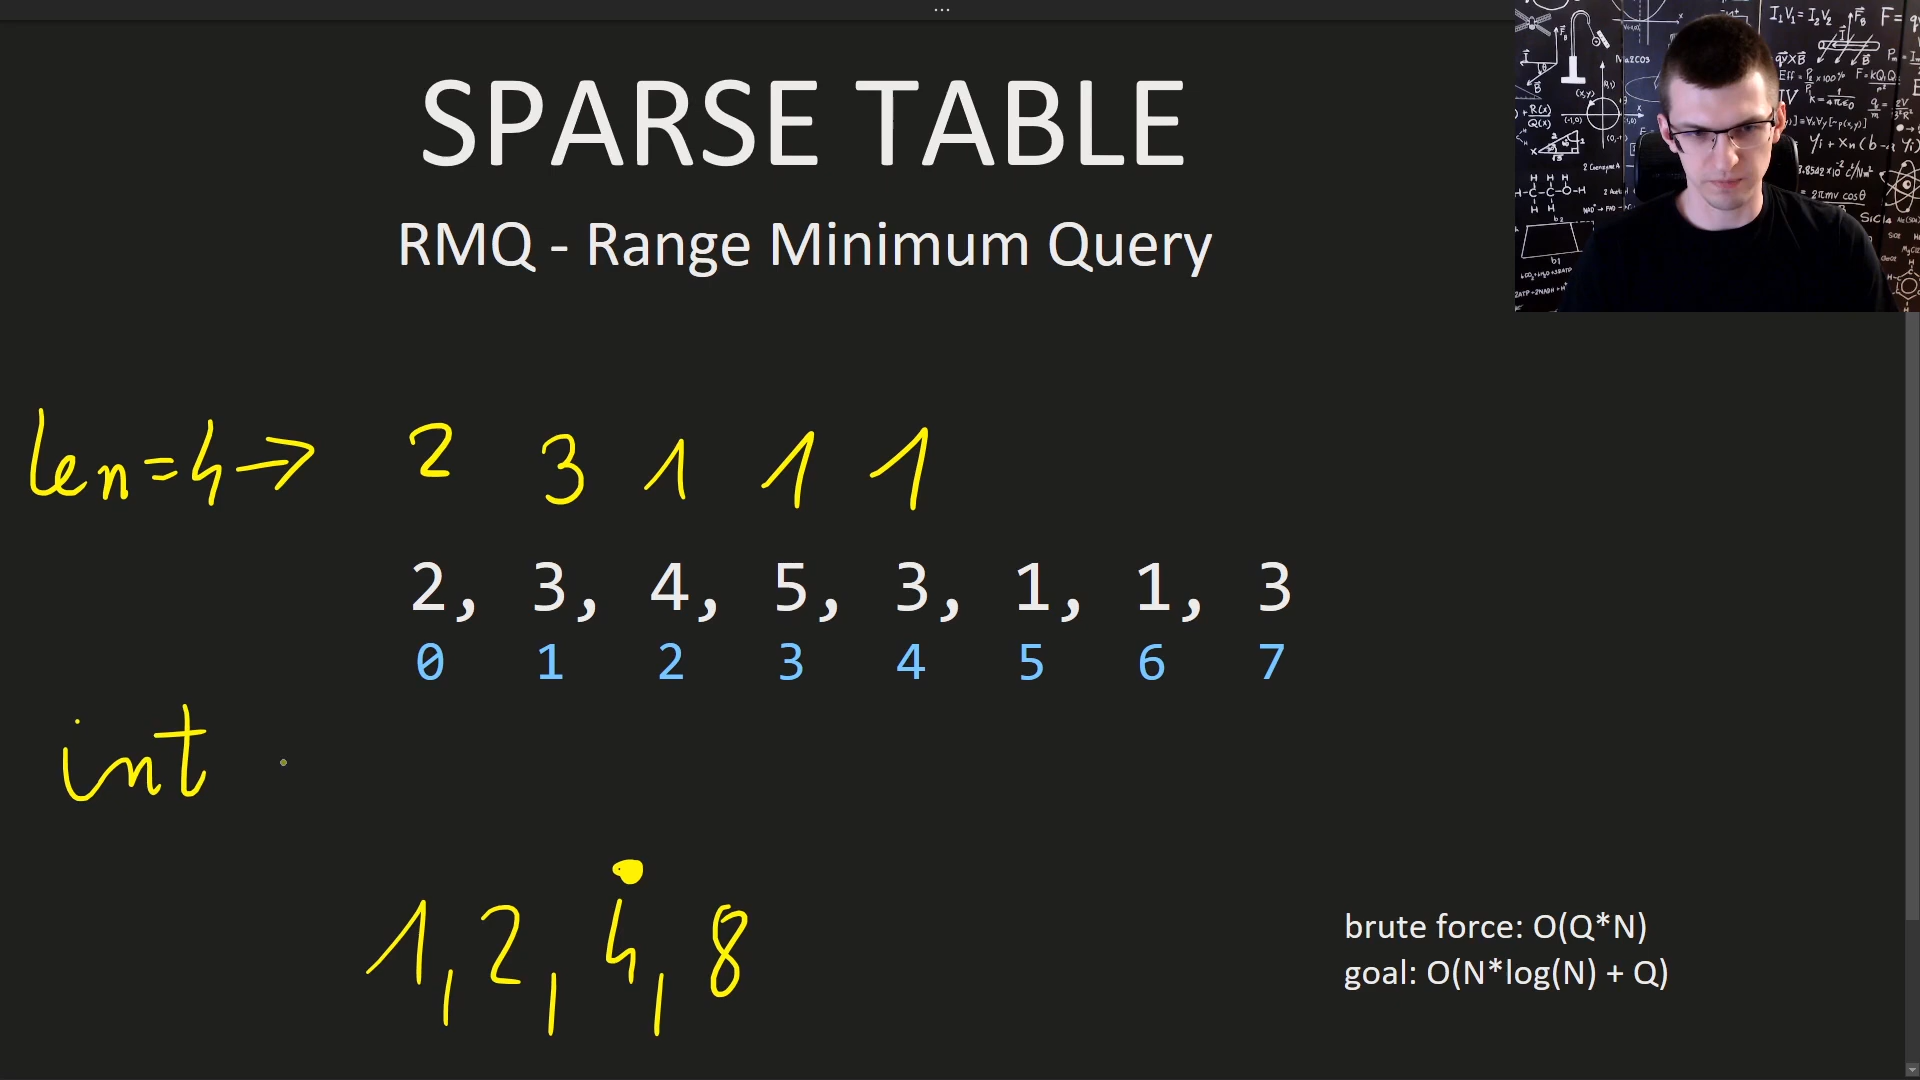 ...
SPARSE TABLE
RMQ - Range Minimum Query
len=4→ 2 3 1 1 1
2, 3, 4, 5, 3, 1, 1, 3
0 1 2 3 4 5 6 7
int
1, 2, 4, 8
brute force: O(Q*N)
goal: O(N*log(N) + Q)